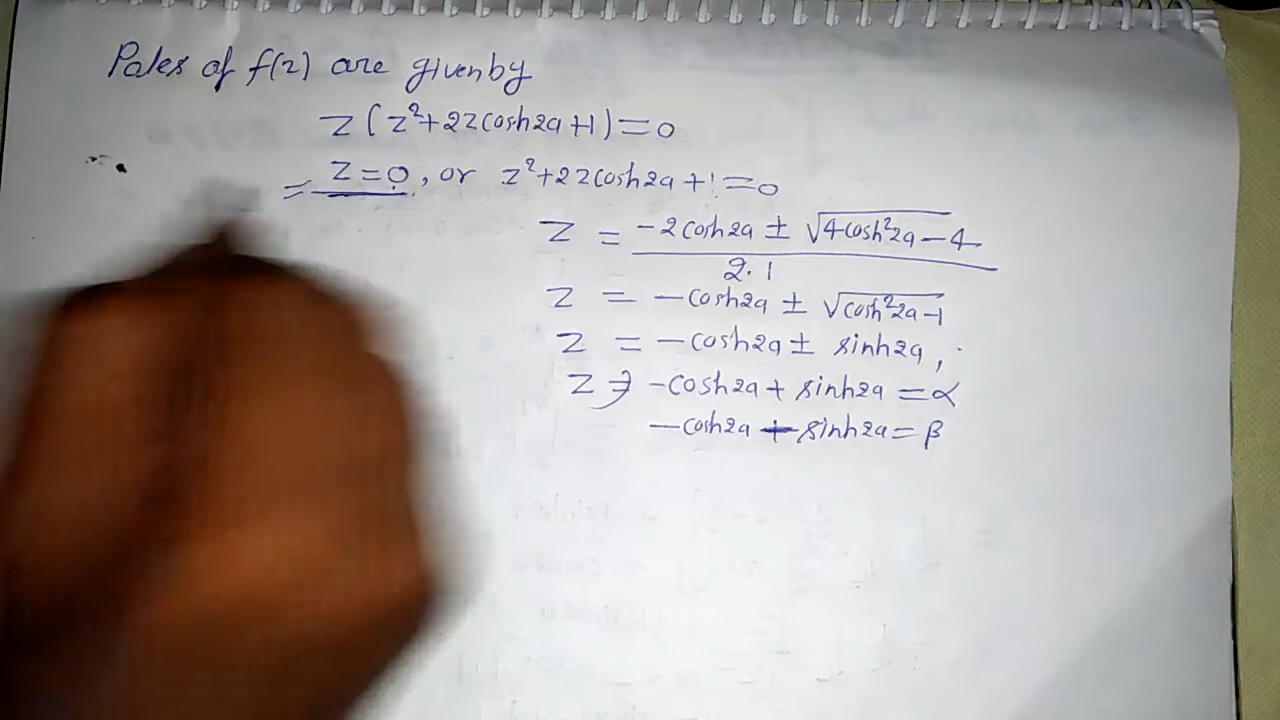 Poles of f(z) are given by
z(z²+2z cosh2a+1)=0
z=0, or z²+2z cosh2a+1=0
z = -2cosh2a ± √4cosh²2a-4 / 2.1
z = -cosh2a ± √cosh²2a-1
z = -cosh2a ± sinh2a,
z ⇒ -cosh2a + sinh2a = α
-cosh2a - sinh2a = β